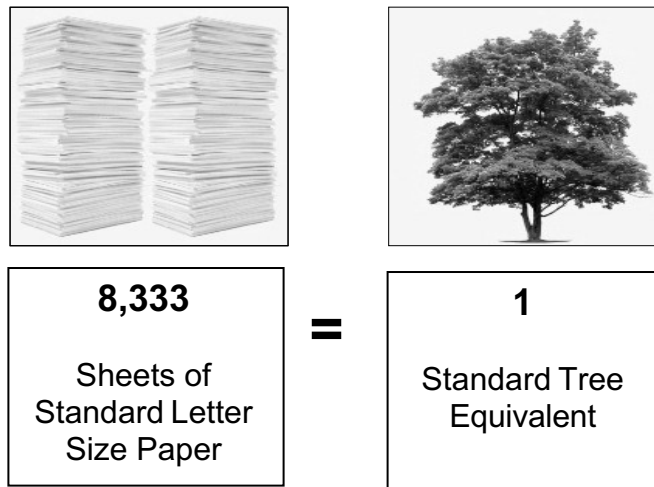 8,333
Sheets of
Standard Letter
Size Paper
=
1
Standard Tree
Equivalent